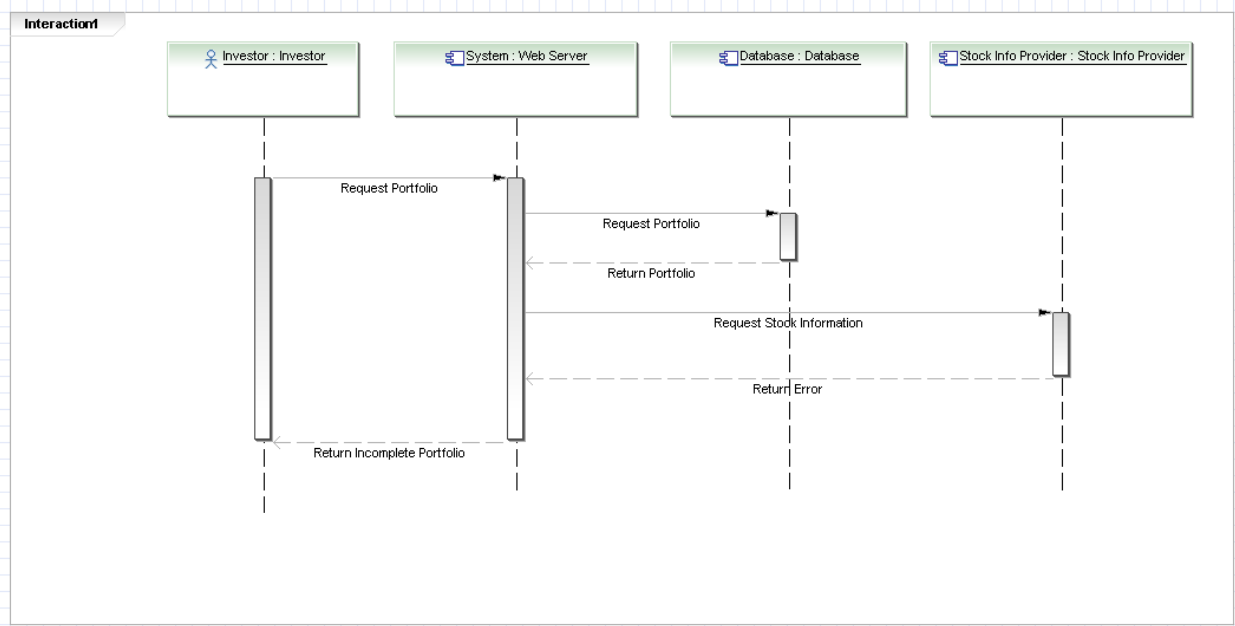 Interaction1
Investor : Investor
System : Web Server
Database : Database
Stock Info Provider : Stock Info Provider
Request Portfolio
Request Portfolio
Return Portfolio
Request Stock Information
Return Error
Return Incomplete Portfolio